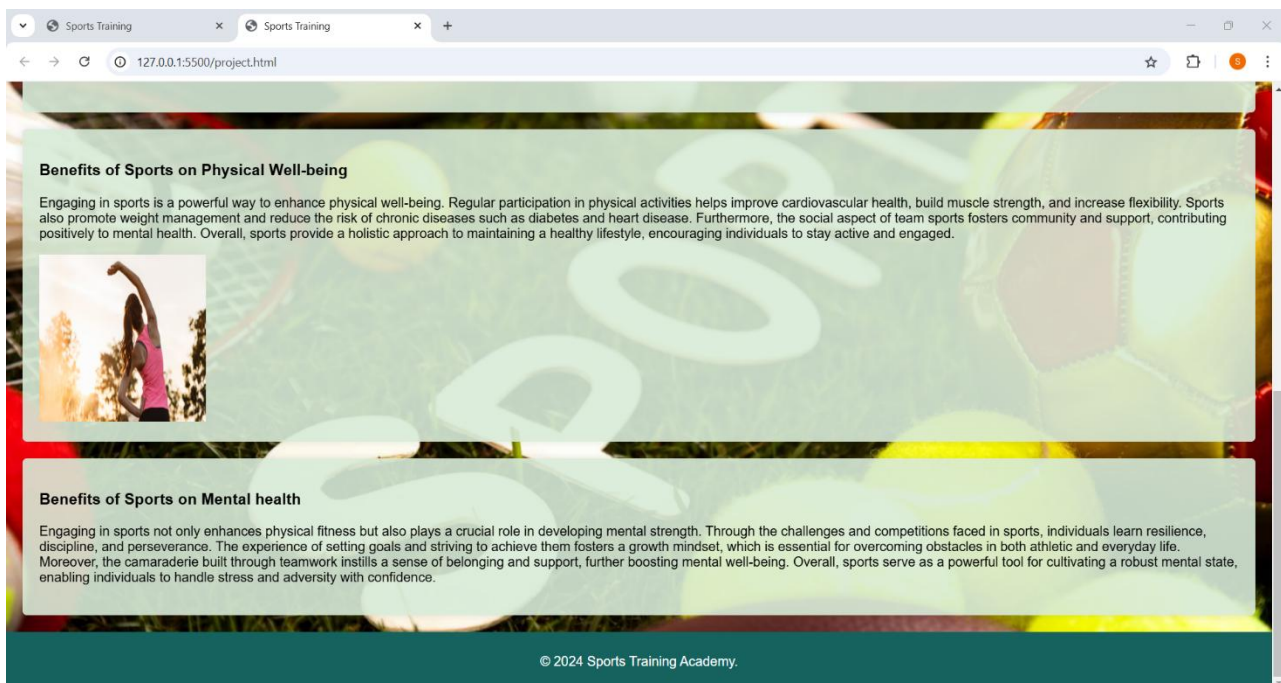 Sports Training
Sports Training
127.0.0.1:5500/project.html
S
SPORT
Benefits of Sports on Physical Well-being
Engaging in sports is a powerful way to enhance physical well-being. Regular participation in physical activities helps improve cardiovascular health, build muscle strength, and increase flexibility. Sports
also promote weight management and reduce the risk of chronic diseases such as diabetes and heart disease. Furthermore, the social aspect of team sports fosters community and support, contributing
positively to mental health. Overall, sports provide a holistic approach to maintaining a healthy lifestyle, encouraging individuals to stay active and engaged.
Benefits of Sports on Mental health
Engaging in sports not only enhances physical fitness but also plays a crucial role in developing mental strength. Through the challenges and competitions faced in sports, individuals learn resilience,
discipline, and perseverance. The experience of setting goals and striving to achieve them fosters a growth mindset, which is essential for overcoming obstacles in both athletic and everyday life.
Moreover, the camaraderie built through teamwork instills a sense of belonging and support, further boosting mental well-being. Overall, sports serve as a powerful tool for cultivating a robust mental state,
enabling individuals to handle stress and adversity with confidence.
© 2024 Sports Training Academy.